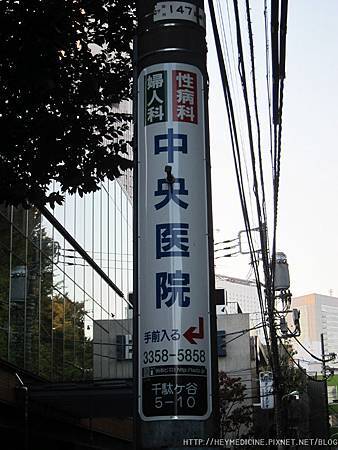 147
婦人科 性病科
中央医院
手前入る
3358-5858
千駄ケ谷
5-10
HTTP://HEYMEDICINE.PIXNET.NET/BLOG